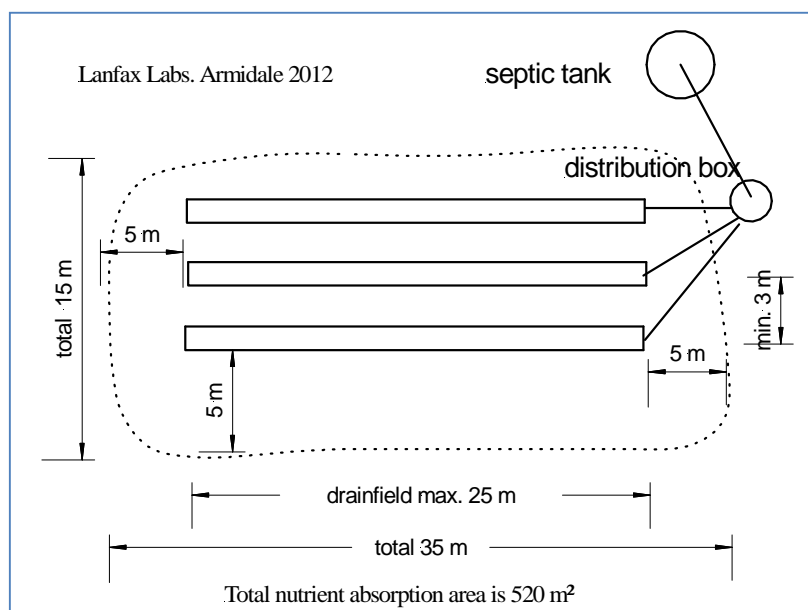 Lanfax Labs. Armidale 2012
septic tank
distribution box
5 m
total 15 m
min. 3 m
5 m
5 m
drainfield max. 25 m
total 35 m
Total nutrient absorption area is 520 m²